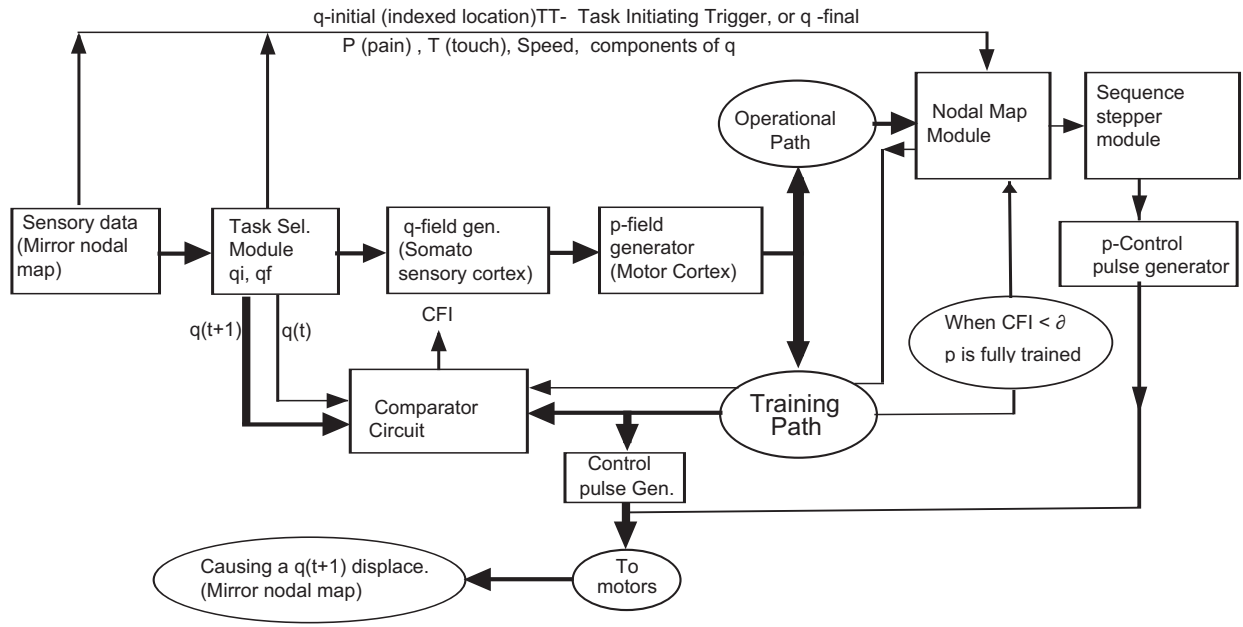 q-initial (indexed location)TT- Task Initiating Trigger, or q -final
P (pain) , T (touch), Speed, components of q
Operational
Path
Nodal Map
Module
Sequence
stepper
module
Sensory data
(Mirror nodal
map)
Task Sel.
Module
qi, qf
q-field gen.
(Somato
sensory cortex)
p-field
generator
(Motor Cortex)
p-Control
pulse generator
q(t+1)
q(t)
CFI
When CFI < ∂
p is fully trained
Comparator
Circuit
Training
Path
Control
pulse Gen.
To
motors
Causing a q(t+1) displace.
(Mirror nodal map)